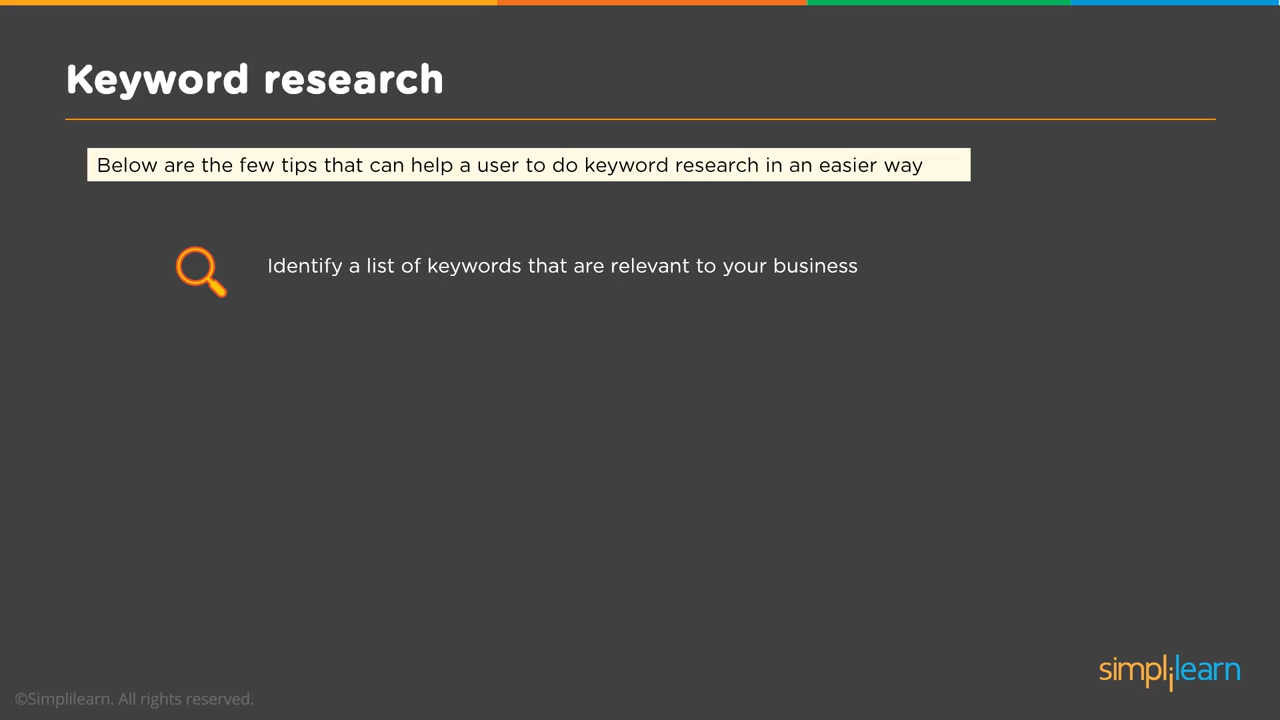 Keyword research
Below are the few tips that can help a user to do keyword research in an easier way
Identify a list of keywords that are relevant to your business
simplilearn
©Simplilearn. All rights reserved.